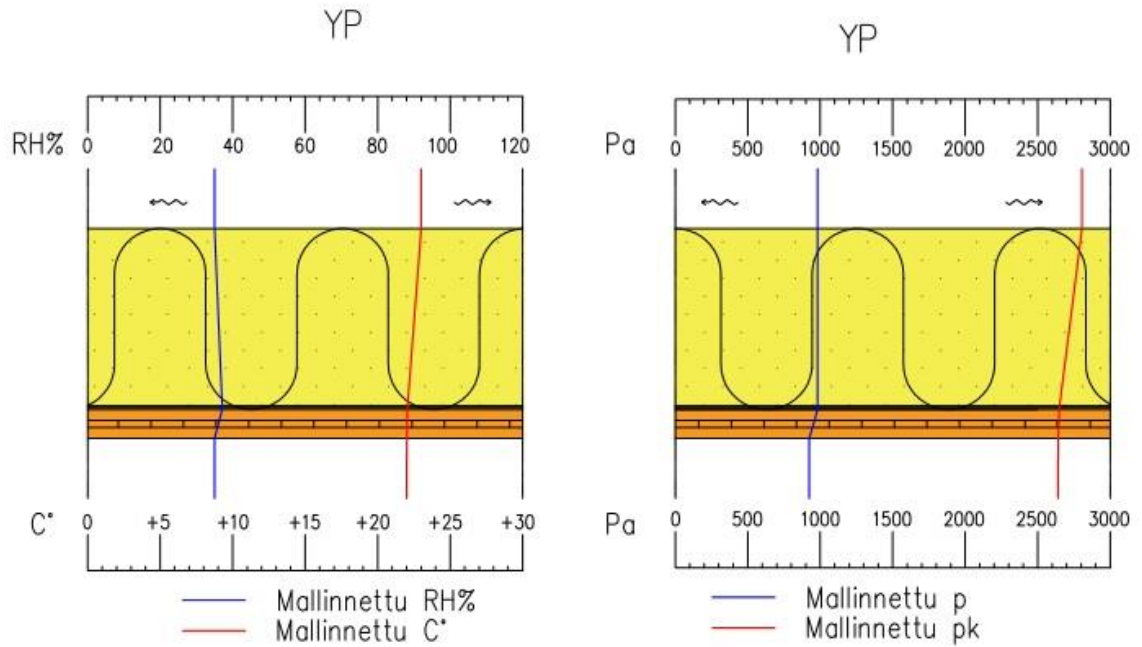 YP
RH% 0 20 40 60 80 100 120
C° 0 +5 +10 +15 +20 +25 +30
Mallinnettu RH%
Mallinnettu C°
YP
Pa 0 500 1000 1500 2000 2500 3000
Pa 0 500 1000 1500 2000 2500 3000
Mallinnettu p
Mallinnettu pk